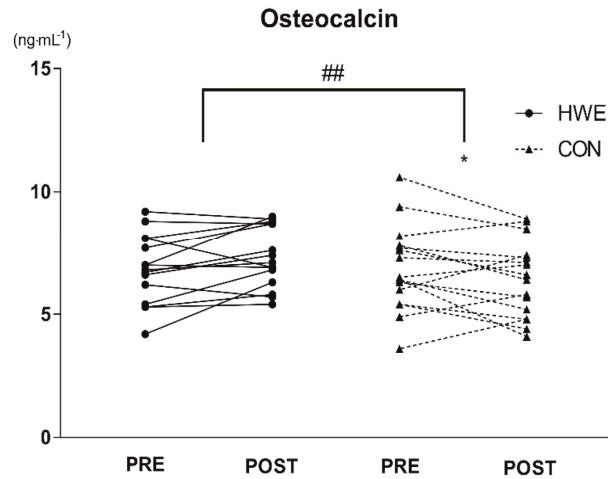 Osteocalcin
(ng·mL⁻¹)
15
##
HWE
CON
*
10
5
0
PRE
POST
PRE
POST